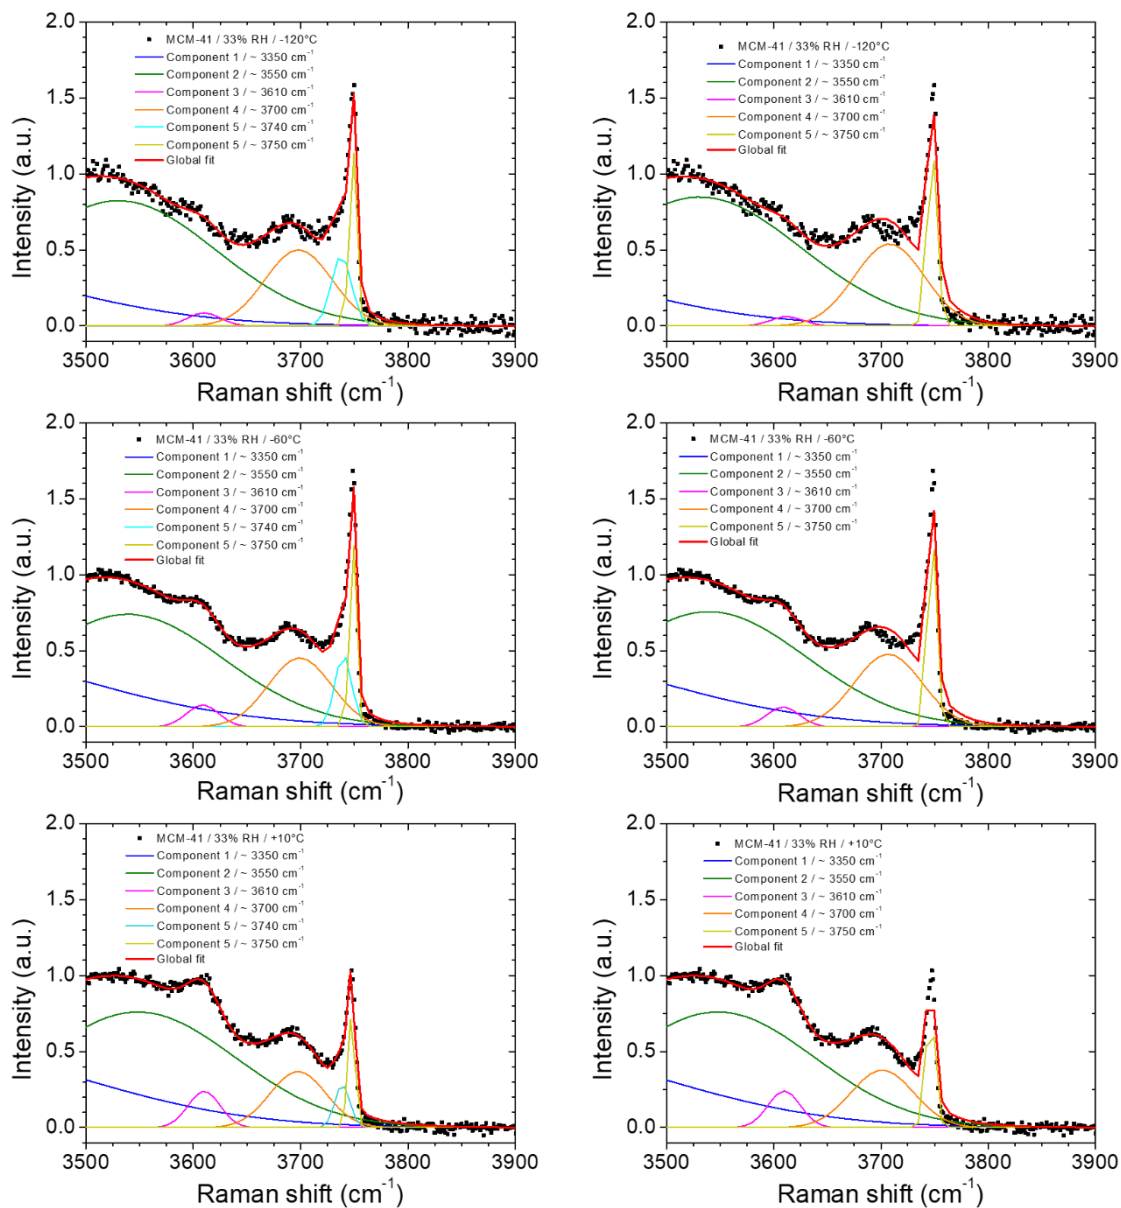 2.0
1.5
1.0
0.5
0.0
Intensity (a.u.)
MCM-41 / 33% RH / -120°C
Component 1 / ~ 3350 cm⁻¹
Component 2 / ~ 3550 cm⁻¹
Component 3 / ~ 3610 cm⁻¹
Component 4 / ~ 3700 cm⁻¹
Component 5 / ~ 3740 cm⁻¹
Component 5 / ~ 3750 cm⁻¹
Global fit
3500 3600 3700 3800 3900
Raman shift (cm⁻¹)
2.0
1.5
1.0
0.5
0.0
Intensity (a.u.)
MCM-41 / 33% RH / -120°C
Component 1 / ~ 3350 cm⁻¹
Component 2 / ~ 3550 cm⁻¹
Component 3 / ~ 3610 cm⁻¹
Component 4 / ~ 3700 cm⁻¹
Component 5 / ~ 3750 cm⁻¹
Global fit
3500 3600 3700 3800 3900
Raman shift (cm⁻¹)
2.0
1.5
1.0
0.5
0.0
Intensity (a.u.)
MCM-41 / 33% RH / -60°C
Component 1 / ~ 3350 cm⁻¹
Component 2 / ~ 3550 cm⁻¹
Component 3 / ~ 3610 cm⁻¹
Component 4 / ~ 3700 cm⁻¹
Component 5 / ~ 3740 cm⁻¹
Component 5 / ~ 3750 cm⁻¹
Global fit
3500 3600 3700 3800 3900
Raman shift (cm⁻¹)
2.0
1.5
1.0
0.5
0.0
Intensity (a.u.)
MCM-41 / 33% RH / -60°C
Component 1 / ~ 3350 cm⁻¹
Component 2 / ~ 3550 cm⁻¹
Component 3 / ~ 3610 cm⁻¹
Component 4 / ~ 3700 cm⁻¹
Component 5 / ~ 3750 cm⁻¹
Global fit
3500 3600 3700 3800 3900
Raman shift (cm⁻¹)
2.0
1.5
1.0
0.5
0.0
Intensity (a.u.)
MCM-41 / 33% RH / +10°C
Component 1 / ~ 3350 cm⁻¹
Component 2 / ~ 3550 cm⁻¹
Component 3 / ~ 3610 cm⁻¹
Component 4 / ~ 3700 cm⁻¹
Component 5 / ~ 3740 cm⁻¹
Component 5 / ~ 3750 cm⁻¹
Global fit
3500 3600 3700 3800 3900
Raman shift (cm⁻¹)
2.0
1.5
1.0
0.5
0.0
Intensity (a.u.)
MCM-41 / 33% RH / +10°C
Component 1 / ~ 3350 cm⁻¹
Component 2 / ~ 3550 cm⁻¹
Component 3 / ~ 3610 cm⁻¹
Component 4 / ~ 3700 cm⁻¹
Component 5 / ~ 3750 cm⁻¹
Global fit
3500 3600 3700 3800 3900
Raman shift (cm⁻¹)